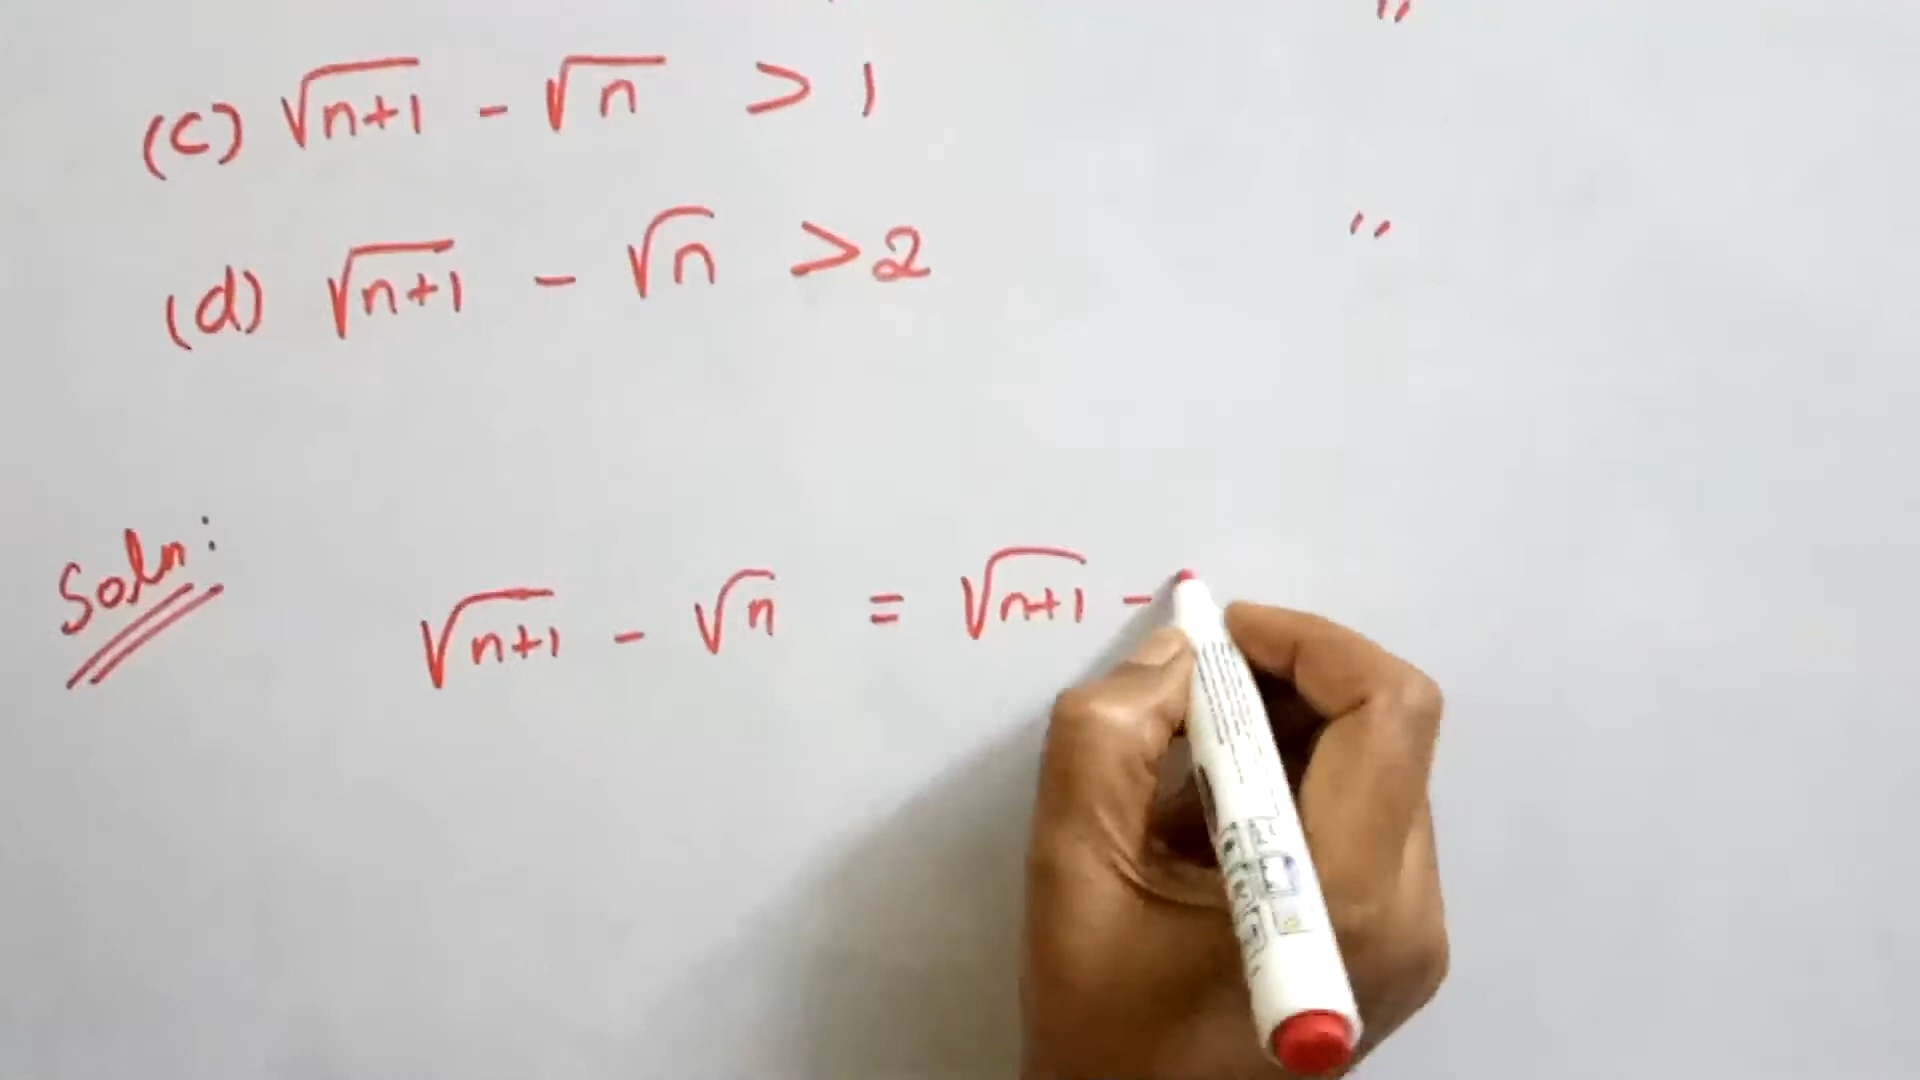 "
(c) √n+1 - √n > 1
(d) √n+1 - √n > 2 "
Soln:
√n+1 - √n = √n+1 -